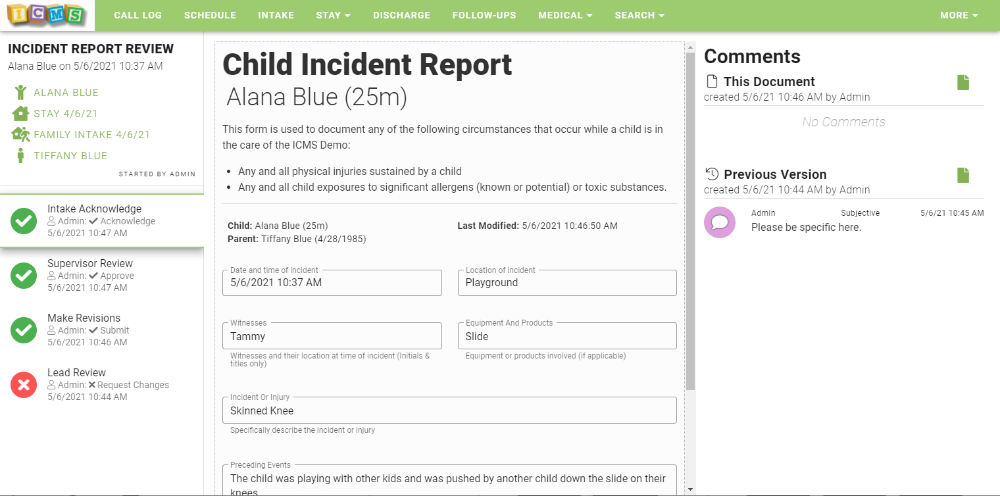 ICMS
CALL LOG
SCHEDULE
INTAKE
STAY
DISCHARGE
FOLLOW-UPS
MEDICAL
SEARCH
MORE
INCIDENT REPORT REVIEW
Alana Blue on 5/6/2021 10:37 AM
ALANA BLUE
STAY 4/6/21
FAMILY INTAKE 4/6/21
TIFFANY BLUE
STARTED BY ADMIN
Intake Acknowledge
Admin: Acknowledge
5/6/2021 10:47 AM
Supervisor Review
Admin: Approve
5/6/2021 10:47 AM
Make Revisions
Admin: Submit
5/6/2021 10:46 AM
Lead Review
Admin: Request Changes
5/6/2021 10:44 AM
Child Incident Report
Alana Blue (25m)
This form is used to document any of the following circumstances that occur while a child is in
the care of the ICMS Demo:
• Any and all physical injuries sustained by a child
• Any and all child exposures to significant allergens (known or potential) or toxic substances.
Child: Alana Blue (25m)
Parent: Tiffany Blue (4/28/1985)
Last Modified: 5/6/2021 10:46:50 AM
Date and time of incident
5/6/2021 10:37 AM
Location of incident
Playground
Witnesses
Tammy
Witnesses and their location at time of incident (Initials &
titles only)
Equipment And Products
Slide
Equipment or products involved (if applicable)
Incident Or Injury
Skinned Knee
Specifically describe the incident or injury
Preceding Events
The child was playing with other kids and was pushed by another child down the slide on their
knees
Comments
This Document
created 5/6/21 10:46 AM by Admin
No Comments
Previous Version
created 5/6/21 10:44 AM by Admin
Admin Subjective 5/6/21 10:45 AM
Please be specific here.